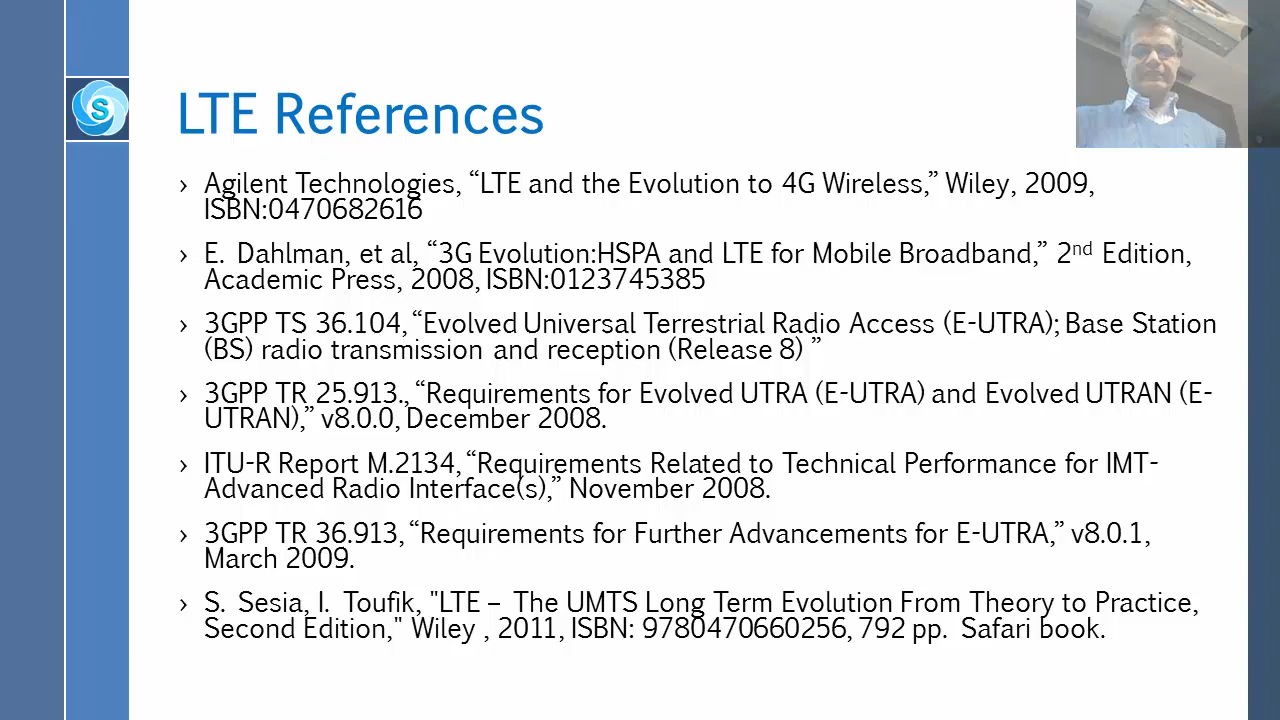 S
LTE References
› Agilent Technologies, “LTE and the Evolution to 4G Wireless,” Wiley, 2009,
ISBN:0470682616
› E. Dahlman, et al, “3G Evolution:HSPA and LTE for Mobile Broadband,” 2nd Edition,
Academic Press, 2008, ISBN:0123745385
› 3GPP TS 36.104, “Evolved Universal Terrestrial Radio Access (E-UTRA); Base Station
(BS) radio transmission and reception (Release 8) ”
› 3GPP TR 25.913., “Requirements for Evolved UTRA (E-UTRA) and Evolved UTRAN (E-
UTRAN),” v8.0.0, December 2008.
› ITU-R Report M.2134, “Requirements Related to Technical Performance for IMT-
Advanced Radio Interface(s),” November 2008.
› 3GPP TR 36.913, “Requirements for Further Advancements for E-UTRA,” v8.0.1,
March 2009.
› S. Sesia, I. Toufik, "LTE – The UMTS Long Term Evolution From Theory to Practice,
Second Edition," Wiley , 2011, ISBN: 9780470660256, 792 pp. Safari book.